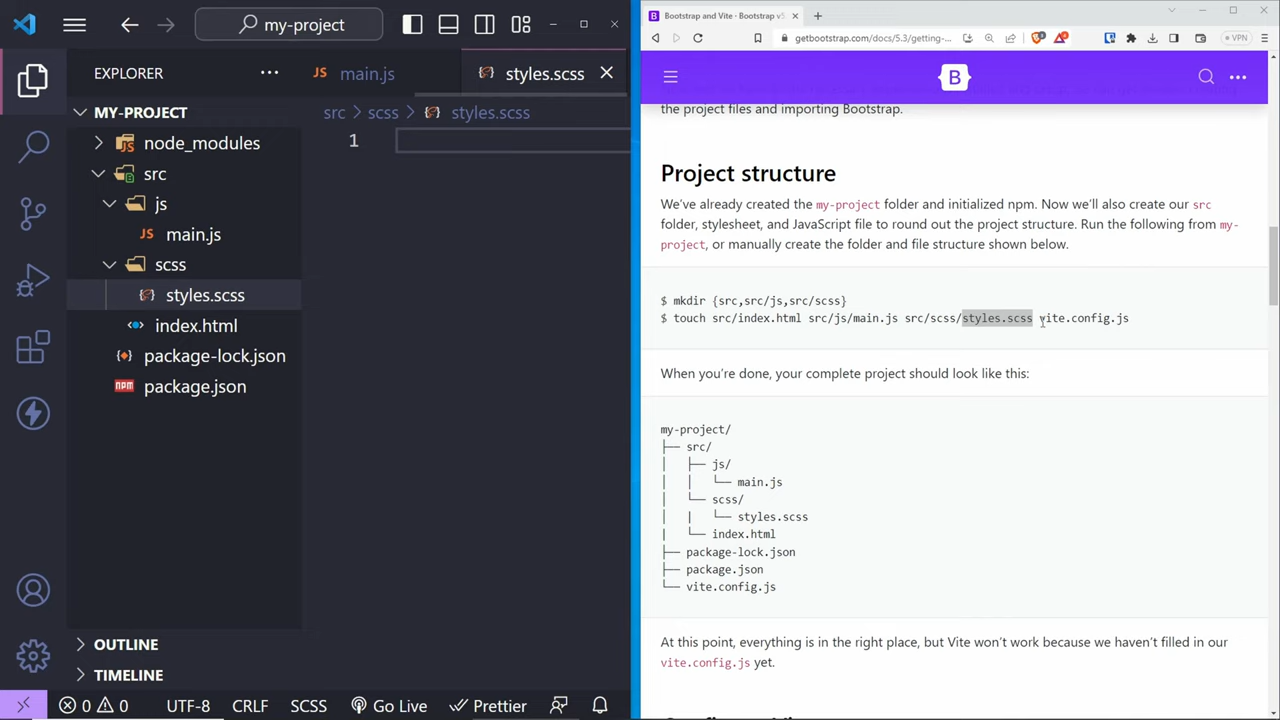 my-project
EXPLORER
MY-PROJECT
node_modules
src
js
main.js
scss
styles.scss
index.html
package-lock.json
package.json
OUTLINE
TIMELINE
main.js
styles.scss
src
scss
styles.scss
1
0 0
UTF-8
CRLF
SCSS
Go Live
Prettier
Bootstrap and Vite - Bootstrap v5
getbootstrap.com/docs/5.3/getting-...
VPN
B
the project files and importing Bootstrap.
Project structure
We've already created the my-project folder and initialized npm. Now we'll also create our src
folder, stylesheet, and JavaScript file to round out the project structure. Run the following from my-
project, or manually create the folder and file structure shown below.
$ mkdir {src,src/js,src/scss}
$ touch src/index.html src/js/main.js src/scss/styles.scss vite.config.js
When you're done, your complete project should look like this:
my-project/
├── src/
│   ├── js/
│   │   └── main.js
│   └── scss/
│   |   └── styles.scss
|   └── index.html
├── package-lock.json
├── package.json
└── vite.config.js
At this point, everything is in the right place, but Vite won't work because we haven't filled in our
vite.config.js yet.